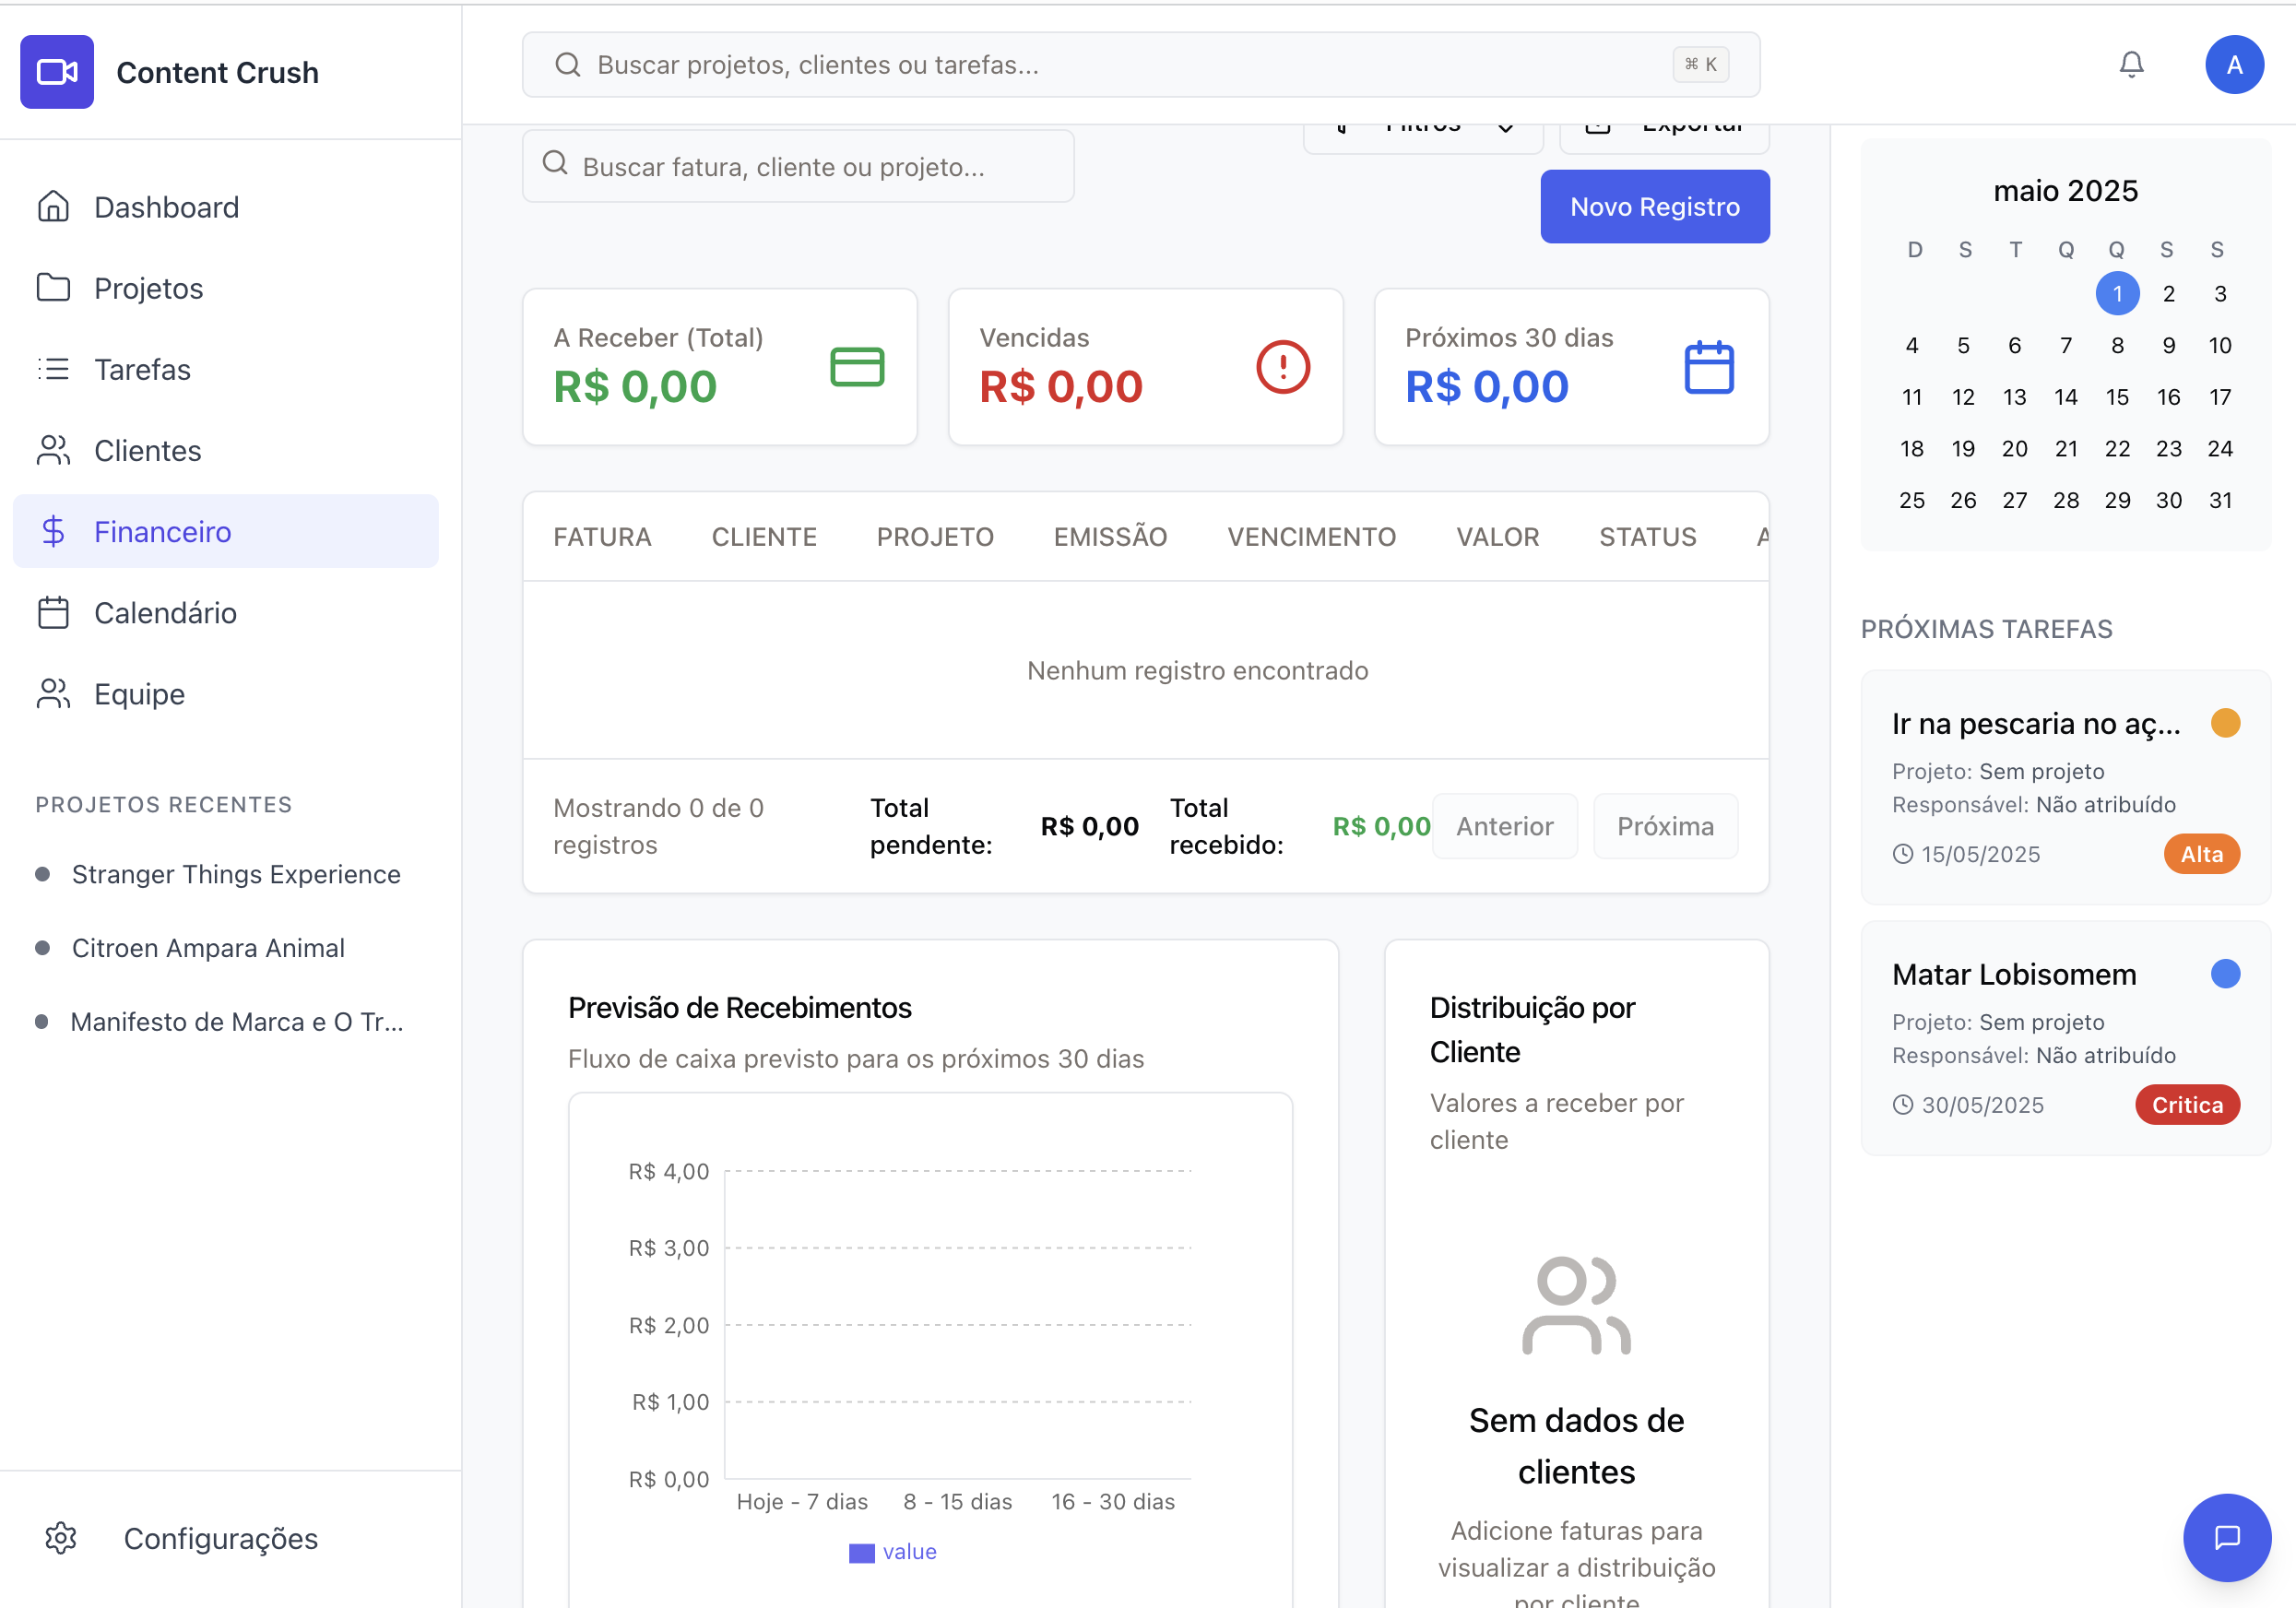 Content Crush
Buscar projetos, clientes ou tarefas...
⌘ K
A
Dashboard
Projetos
Tarefas
Clientes
Financeiro
Calendário
Equipe
PROJETOS RECENTES
Stranger Things Experience
Citroen Ampara Animal
Manifesto de Marca e O Tr...
Configurações
Filtros
Exportar
Buscar fatura, cliente ou projeto...
Novo Registro
A Receber (Total)
R$ 0,00
Vencidas
R$ 0,00
Próximos 30 dias
R$ 0,00
FATURA CLIENTE PROJETO EMISSÃO VENCIMENTO VALOR STATUS A
Nenhum registro encontrado
Mostrando 0 de 0
registros
Total
pendente:
R$ 0,00
Total
recebido:
R$ 0,00
Anterior
Próxima
Previsão de Recebimentos
Fluxo de caixa previsto para os próximos 30 dias
R$ 4,00
R$ 3,00
R$ 2,00
R$ 1,00
R$ 0,00
Hoje - 7 dias 8 - 15 dias 16 - 30 dias
value
Distribuição por
Cliente
Valores a receber por
cliente
Sem dados de
clientes
Adicione faturas para
visualizar a distribuição
por cliente
maio 2025
D S T Q Q S S
1 2 3
4 5 6 7 8 9 10
11 12 13 14 15 16 17
18 19 20 21 22 23 24
25 26 27 28 29 30 31
PRÓXIMAS TAREFAS
Ir na pescaria no aç...
Projeto: Sem projeto
Responsável: Não atribuído
15/05/2025
Alta
Matar Lobisomem
Projeto: Sem projeto
Responsável: Não atribuído
30/05/2025
Critica